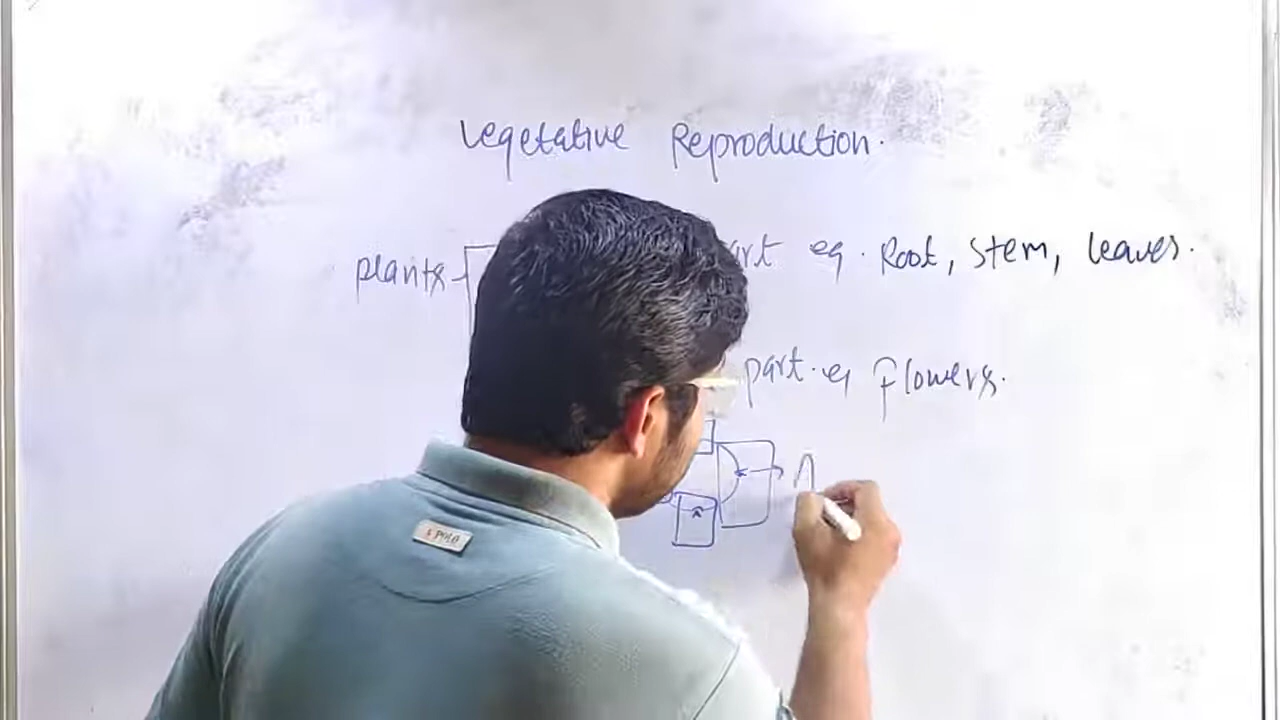 Vegetative Reproduction.
plants
part eg. Root, stem, leaves.
part. eg flowers.